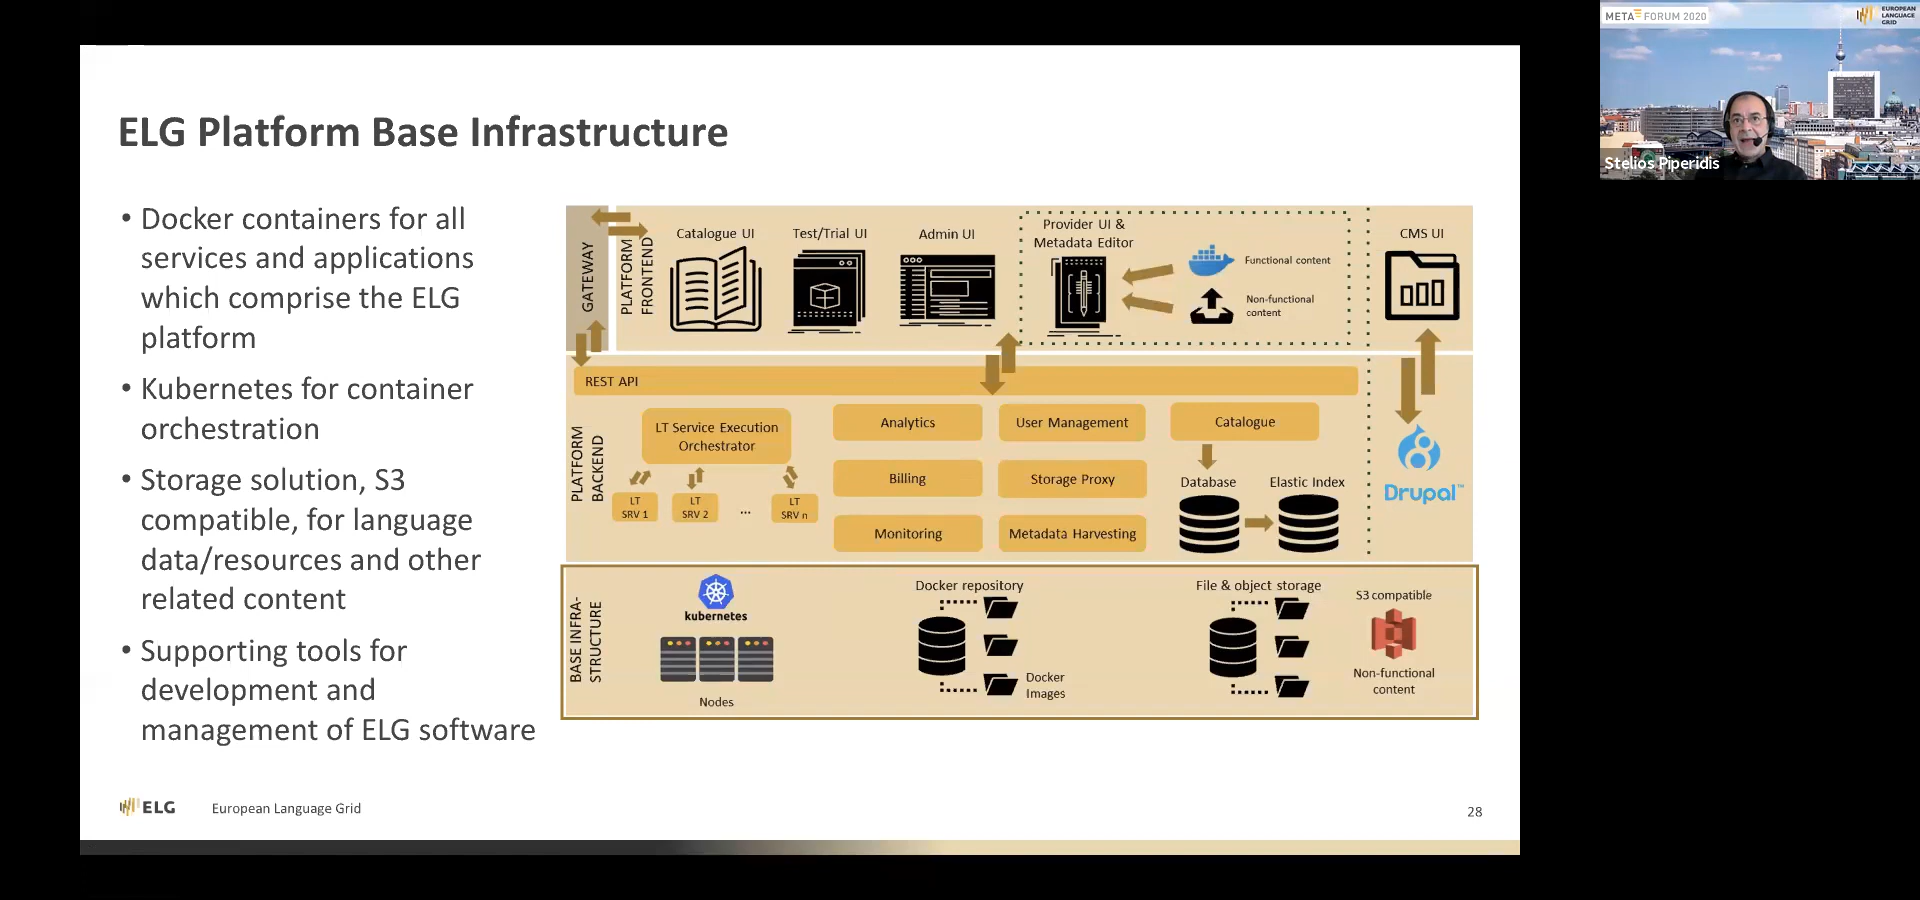 META FORUM 2020
EUROPEAN
LANGUAGE
GRID
Stelios Piperidis
ELG Platform Base Infrastructure
• Docker containers for all
services and applications
which comprise the ELG
platform
• Kubernetes for container
orchestration
• Storage solution, S3
compatible, for language
data/resources and other
related content
• Supporting tools for
development and
management of ELG software
GATEWAY
PLATFORM
FRONTEND
Catalogue UI
Test/Trial UI
Admin UI
Provider UI &
Metadata Editor
Functional content
Non-functional
content
CMS UI
REST API
PLATFORM
BACKEND
LT Service Execution
Orchestrator
LT
SRV 1
LT
SRV 2
...
LT
SRV n
Analytics
User Management
Catalogue
Billing
Storage Proxy
Database
Elastic Index
Monitoring
Metadata Harvesting
Drupal™
BASE INFRA-
STRUCTURE
kubernetes
Nodes
Docker repository
Docker
Images
File & object storage
S3 compatible
Non-functional
content
ELG
European Language Grid
28